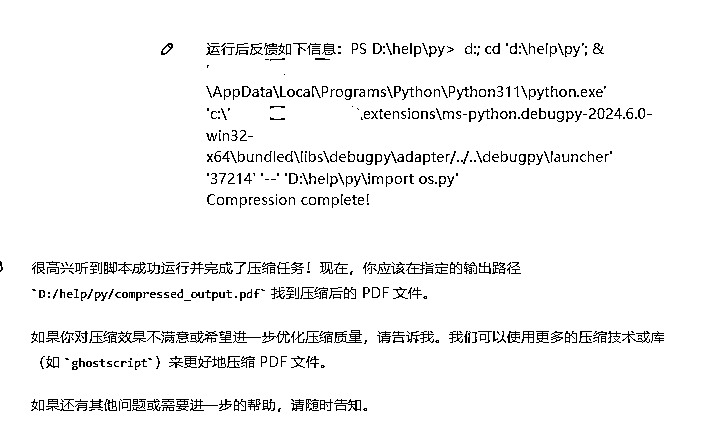 运行后反馈如下信息：PS D:\help\py> d:; cd 'd:\help\py'; &
'
\AppData\Local\Programs\Python\Python311\python.exe'
'c:\' \.extensions\ms-python.debugpy-2024.6.0-
win32-
x64\bundled\libs\debugpy\adapter/../..\debugpy\launcher'
'37214' '--' 'D:\help\py\import os.py'
Compression complete!
很高兴听到脚本成功运行并完成了压缩任务！现在，你应该在指定的输出路径
`D:/help/py/compressed_output.pdf` 找到压缩后的 PDF 文件。
如果你对压缩效果不满意或希望进一步优化压缩质量，请告诉我。我们可以使用更多的压缩技术或库
（如 `ghostscript`）来更好地压缩 PDF 文件。
如果还有其他问题或需要进一步的帮助，请随时告知。